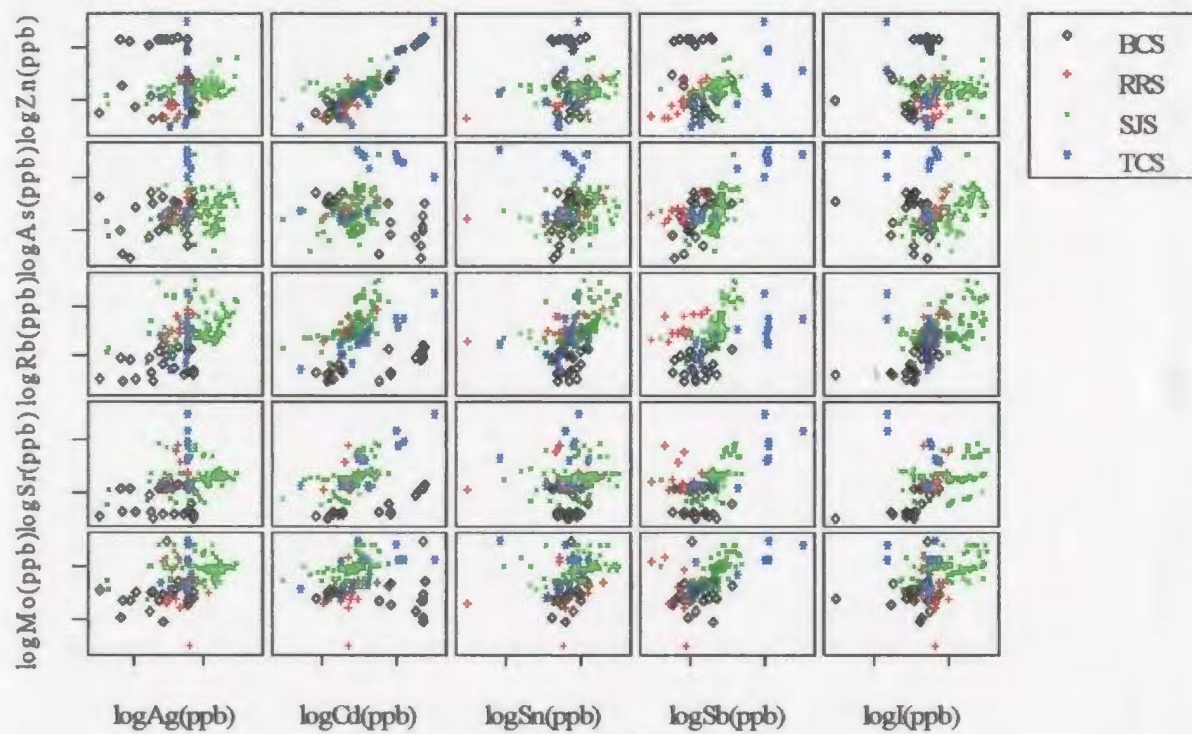 logZn(ppb)
logAs(ppb)
logRb(ppb)
logSr(ppb)
logMo(ppb)
logAg(ppb)
logCd(ppb)
logSn(ppb)
logSb(ppb)
logI(ppb)
BCS
RRS
SJS
TCS